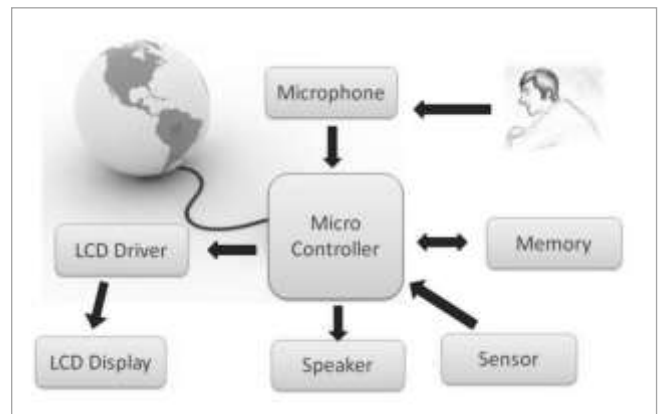 Microphone
Micro
Controller
LCD Driver
Memory
LCD Display
Speaker
Sensor